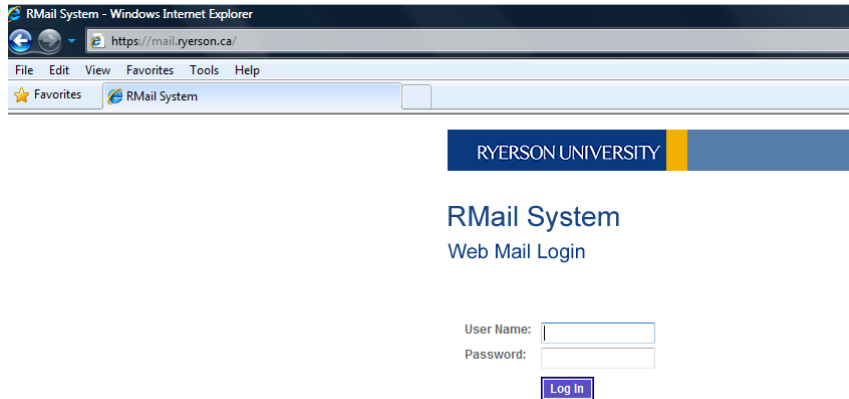 RMail System - Windows Internet Explorer
https://mail.ryerson.ca/
File Edit View Favorites Tools Help
Favorites RMail System
RYERSON UNIVERSITY
RMail System
Web Mail Login
User Name:
Password:
Log In